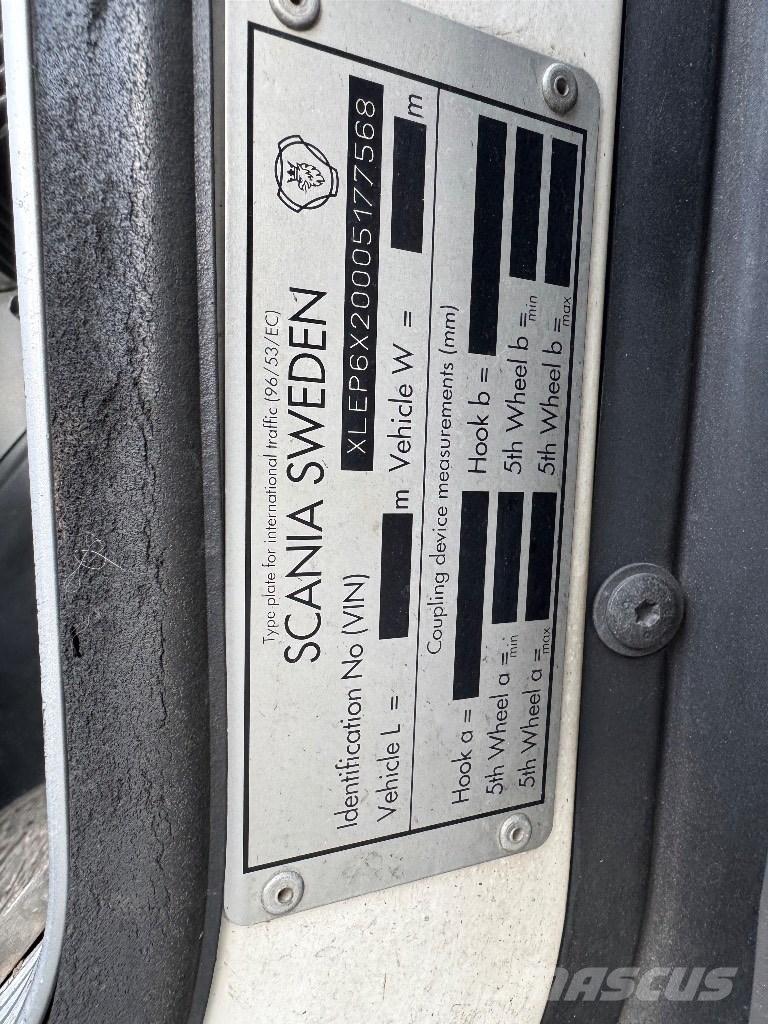 Type plate for international traffic (96/53/EC)
SCANIA SWEDEN
Identification No (VIN) XLEP6X20005177568
Vehicle L = m Vehicle W = m
Coupling device measurements (mm)
Hook a = Hook b =
5th Wheel a min = 5th Wheel b min =
5th Wheel a max = 5th Wheel b max =
MASCUS